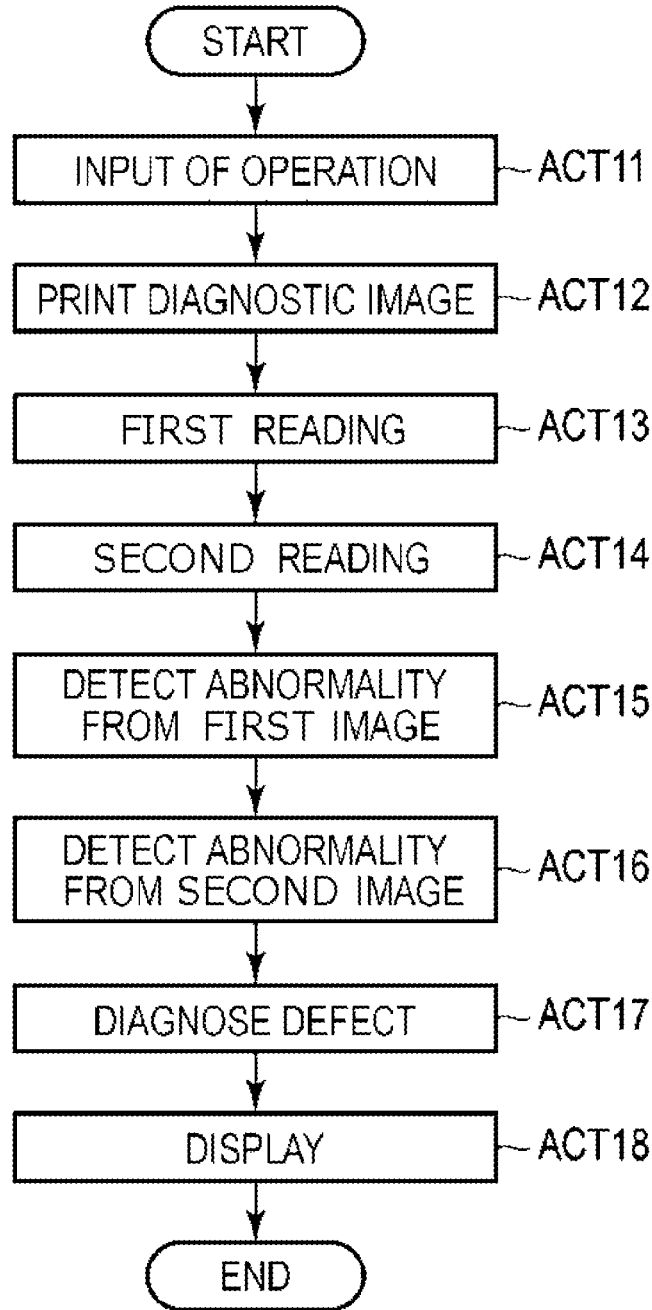 START
INPUT OF OPERATION ACT11
PRINT DIAGNOSTIC IMAGE ACT12
FIRST READING ACT13
SECOND READING ACT14
DETECT ABNORMALITY
FROM FIRST IMAGE ACT15
DETECT ABNORMALITY
FROM SECOND IMAGE ACT16
DIAGNOSE DEFECT ACT17
DISPLAY ACT18
END